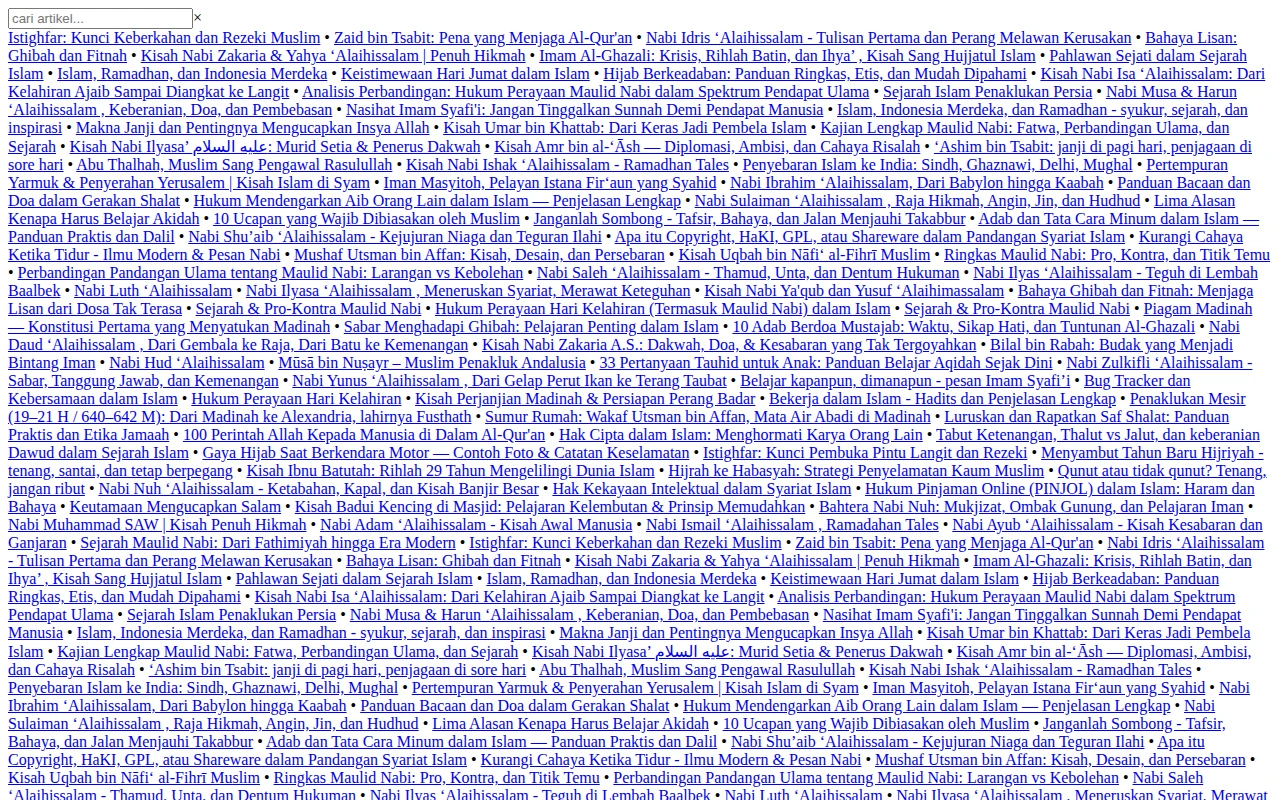 cari artikel... ×
Istighfar: Kunci Keberkahan dan Rezeki Muslim • Zaid bin Tsabit: Pena yang Menjaga Al-Qur'an • Nabi Idris ‘Alaihissalam - Tulisan Pertama dan Perang Melawan Kerusakan • Bahaya Lisan:
Ghibah dan Fitnah • Kisah Nabi Zakaria & Yahya ‘Alaihissalam | Penuh Hikmah • Imam Al-Ghazali: Krisis, Rihlah Batin, dan Ihya’ , Kisah Sang Hujjatul Islam • Pahlawan Sejati dalam Sejarah
Islam • Islam, Ramadhan, dan Indonesia Merdeka • Keistimewaan Hari Jumat dalam Islam • Hijab Berkeadaban: Panduan Ringkas, Etis, dan Mudah Dipahami • Kisah Nabi Isa ‘Alaihissalam: Dari
Kelahiran Ajaib Sampai Diangkat ke Langit • Analisis Perbandingan: Hukum Perayaan Maulid Nabi dalam Spektrum Pendapat Ulama • Sejarah Islam Penaklukan Persia • Nabi Musa & Harun
‘Alaihissalam , Keberanian, Doa, dan Pembebasan • Nasihat Imam Syafi'i: Jangan Tinggalkan Sunnah Demi Pendapat Manusia • Islam, Indonesia Merdeka, dan Ramadhan - syukur, sejarah, dan
inspirasi • Makna Janji dan Pentingnya Mengucapkan Insya Allah • Kisah Umar bin Khattab: Dari Keras Jadi Pembela Islam • Kajian Lengkap Maulid Nabi: Fatwa, Perbandingan Ulama, dan
Sejarah • Kisah Nabi Ilyasa’ عليه السلام: Murid Setia & Penerus Dakwah • Kisah Amr bin al-‘Āsh — Diplomasi, Ambisi, dan Cahaya Risalah • ‘Ashim bin Tsabit: janji di pagi hari, penjagaan di
sore hari • Abu Thalhah, Muslim Sang Pengawal Rasulullah • Kisah Nabi Ishak ‘Alaihissalam - Ramadhan Tales • Penyebaran Islam ke India: Sindh, Ghaznawi, Delhi, Mughal • Pertempuran
Yarmuk & Penyerahan Yerusalem | Kisah Islam di Syam • Iman Masyitoh, Pelayan Istana Fir‘aun yang Syahid • Nabi Ibrahim ‘Alaihissalam, Dari Babylon hingga Kaabah • Panduan Bacaan dan
Doa dalam Gerakan Shalat • Hukum Mendengarkan Aib Orang Lain dalam Islam — Penjelasan Lengkap • Nabi Sulaiman ‘Alaihissalam , Raja Hikmah, Angin, Jin, dan Hudhud • Lima Alasan
Kenapa Harus Belajar Akidah • 10 Ucapan yang Wajib Dibiasakan oleh Muslim • Janganlah Sombong - Tafsir, Bahaya, dan Jalan Menjauhi Takabbur • Adab dan Tata Cara Minum dalam Islam —
Panduan Praktis dan Dalil • Nabi Shu’aib ‘Alaihissalam - Kejujuran Niaga dan Teguran Ilahi • Apa itu Copyright, HaKI, GPL, atau Shareware dalam Pandangan Syariat Islam • Kurangi Cahaya
Ketika Tidur - Ilmu Modern & Pesan Nabi • Mushaf Utsman bin Affan: Kisah, Desain, dan Persebaran • Kisah Uqbah bin Nāfi‘ al-Fihrī Muslim • Ringkas Maulid Nabi: Pro, Kontra, dan Titik Temu
• Perbandingan Pandangan Ulama tentang Maulid Nabi: Larangan vs Kebolehan • Nabi Saleh ‘Alaihissalam - Thamud, Unta, dan Dentum Hukuman • Nabi Ilyas ‘Alaihissalam - Teguh di Lembah
Baalbek • Nabi Luth ‘Alaihissalam • Nabi Ilyasa ‘Alaihissalam , Meneruskan Syariat, Merawat Keteguhan • Kisah Nabi Ya'qub dan Yusuf ‘Alaihimassalam • Bahaya Ghibah dan Fitnah: Menjaga
Lisan dari Dosa Tak Terasa • Sejarah & Pro-Kontra Maulid Nabi • Hukum Perayaan Hari Kelahiran (Termasuk Maulid Nabi) dalam Islam • Sejarah & Pro-Kontra Maulid Nabi • Piagam Madinah
— Konstitusi Pertama yang Menyatukan Madinah • Sabar Menghadapi Ghibah: Pelajaran Penting dalam Islam • 10 Adab Berdoa Mustajab: Waktu, Sikap Hati, dan Tuntunan Al-Ghazali • Nabi
Daud ‘Alaihissalam , Dari Gembala ke Raja, Dari Batu ke Kemenangan • Kisah Nabi Zakaria A.S.: Dakwah, Doa, & Kesabaran yang Tak Tergoyahkan • Bilal bin Rabah: Budak yang Menjadi
Bintang Iman • Nabi Hud ‘Alaihissalam • Mūsā bin Nuṣayr – Muslim Penakluk Andalusia • 33 Pertanyaan Tauhid untuk Anak: Panduan Belajar Aqidah Sejak Dini • Nabi Zulkifli ‘Alaihissalam -
Sabar, Tanggung Jawab, dan Kemenangan • Nabi Yunus ‘Alaihissalam , Dari Gelap Perut Ikan ke Terang Taubat • Belajar kapanpun, dimanapun - pesan Imam Syafi’i • Bug Tracker dan
Kebersamaan dalam Islam • Hukum Perayaan Hari Kelahiran • Kisah Perjanjian Madinah & Persiapan Perang Badar • Bekerja dalam Islam - Hadits dan Penjelasan Lengkap • Penaklukan Mesir
(19–21 H / 640–642 M): Dari Madinah ke Alexandria, lahirnya Fusthath • Sumur Rumah: Wakaf Utsman bin Affan, Mata Air Abadi di Madinah • Luruskan dan Rapatkan Saf Shalat: Panduan
Praktis dan Etika Jamaah • 100 Perintah Allah Kepada Manusia di Dalam Al-Qur'an • Hak Cipta dalam Islam: Menghormati Karya Orang Lain • Tabut Ketenangan, Thalut vs Jalut, dan keberanian
Dawud dalam Sejarah Islam • Gaya Hijab Saat Berkendara Motor — Contoh Foto & Catatan Keselamatan • Istighfar: Kunci Pembuka Pintu Langit dan Rezeki • Menyambut Tahun Baru Hijriyah -
tenang, santai, dan tetap berpegang • Kisah Ibnu Batutah: Rihlah 29 Tahun Mengelilingi Dunia Islam • Hijrah ke Habasyah: Strategi Penyelamatan Kaum Muslim • Qunut atau tidak qunut? Tenang,
jangan ribut • Nabi Nuh ‘Alaihissalam - Ketabahan, Kapal, dan Kisah Banjir Besar • Hak Kekayaan Intelektual dalam Syariat Islam • Hukum Pinjaman Online (PINJOL) dalam Islam: Haram dan
Bahaya • Keutamaan Mengucapkan Salam • Kisah Badui Kencing di Masjid: Pelajaran Kelembutan & Prinsip Memudahkan • Bahtera Nabi Nuh: Mukjizat, Ombak Gunung, dan Pelajaran Iman •
Nabi Muhammad SAW | Kisah Penuh Hikmah • Nabi Adam ‘Alaihissalam - Kisah Awal Manusia • Nabi Ismail ‘Alaihissalam , Ramadahan Tales • Nabi Ayub ‘Alaihissalam - Kisah Kesabaran dan
Ganjaran • Sejarah Maulid Nabi: Dari Fathimiyah hingga Era Modern • Istighfar: Kunci Keberkahan dan Rezeki Muslim • Zaid bin Tsabit: Pena yang Menjaga Al-Qur'an • Nabi Idris ‘Alaihissalam
- Tulisan Pertama dan Perang Melawan Kerusakan • Bahaya Lisan: Ghibah dan Fitnah • Kisah Nabi Zakaria & Yahya ‘Alaihissalam | Penuh Hikmah • Imam Al-Ghazali: Krisis, Rihlah Batin, dan
Ihya’ , Kisah Sang Hujjatul Islam • Pahlawan Sejati dalam Sejarah Islam • Islam, Ramadhan, dan Indonesia Merdeka • Keistimewaan Hari Jumat dalam Islam • Hijab Berkeadaban: Panduan
Ringkas, Etis, dan Mudah Dipahami • Kisah Nabi Isa ‘Alaihissalam: Dari Kelahiran Ajaib Sampai Diangkat ke Langit • Analisis Perbandingan: Hukum Perayaan Maulid Nabi dalam Spektrum
Pendapat Ulama • Sejarah Islam Penaklukan Persia • Nabi Musa & Harun ‘Alaihissalam , Keberanian, Doa, dan Pembebasan • Nasihat Imam Syafi'i: Jangan Tinggalkan Sunnah Demi Pendapat
Manusia • Islam, Indonesia Merdeka, dan Ramadhan - syukur, sejarah, dan inspirasi • Makna Janji dan Pentingnya Mengucapkan Insya Allah • Kisah Umar bin Khattab: Dari Keras Jadi Pembela
Islam • Kajian Lengkap Maulid Nabi: Fatwa, Perbandingan Ulama, dan Sejarah • Kisah Nabi Ilyasa’ عليه السلام: Murid Setia & Penerus Dakwah • Kisah Amr bin al-‘Āsh — Diplomasi, Ambisi,
dan Cahaya Risalah • ‘Ashim bin Tsabit: janji di pagi hari, penjagaan di sore hari • Abu Thalhah, Muslim Sang Pengawal Rasulullah • Kisah Nabi Ishak ‘Alaihissalam - Ramadhan Tales •
Penyebaran Islam ke India: Sindh, Ghaznawi, Delhi, Mughal • Pertempuran Yarmuk & Penyerahan Yerusalem | Kisah Islam di Syam • Iman Masyitoh, Pelayan Istana Fir‘aun yang Syahid • Nabi
Ibrahim ‘Alaihissalam, Dari Babylon hingga Kaabah • Panduan Bacaan dan Doa dalam Gerakan Shalat • Hukum Mendengarkan Aib Orang Lain dalam Islam — Penjelasan Lengkap • Nabi
Sulaiman ‘Alaihissalam , Raja Hikmah, Angin, Jin, dan Hudhud • Lima Alasan Kenapa Harus Belajar Akidah • 10 Ucapan yang Wajib Dibiasakan oleh Muslim • Janganlah Sombong - Tafsir,
Bahaya, dan Jalan Menjauhi Takabbur • Adab dan Tata Cara Minum dalam Islam — Panduan Praktis dan Dalil • Nabi Shu’aib ‘Alaihissalam - Kejujuran Niaga dan Teguran Ilahi • Apa itu
Copyright, HaKI, GPL, atau Shareware dalam Pandangan Syariat Islam • Kurangi Cahaya Ketika Tidur - Ilmu Modern & Pesan Nabi • Mushaf Utsman bin Affan: Kisah, Desain, dan Persebaran •
Kisah Uqbah bin Nāfi‘ al-Fihrī Muslim • Ringkas Maulid Nabi: Pro, Kontra, dan Titik Temu • Perbandingan Pandangan Ulama tentang Maulid Nabi: Larangan vs Kebolehan • Nabi Saleh
‘Alaihissalam - Thamud, Unta, dan Dentum Hukuman • Nabi Ilyas ‘Alaihissalam - Teguh di Lembah Baalbek • Nabi Luth ‘Alaihissalam • Nabi Ilyasa ‘Alaihissalam , Meneruskan Syariat, Merawat